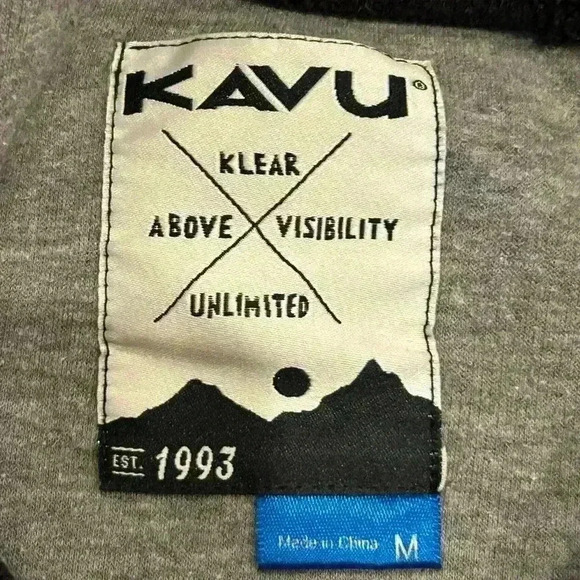 KAVU®
KLEAR
ABOVE VISIBILITY
UNLIMITED
EST. 1993
Made in China M